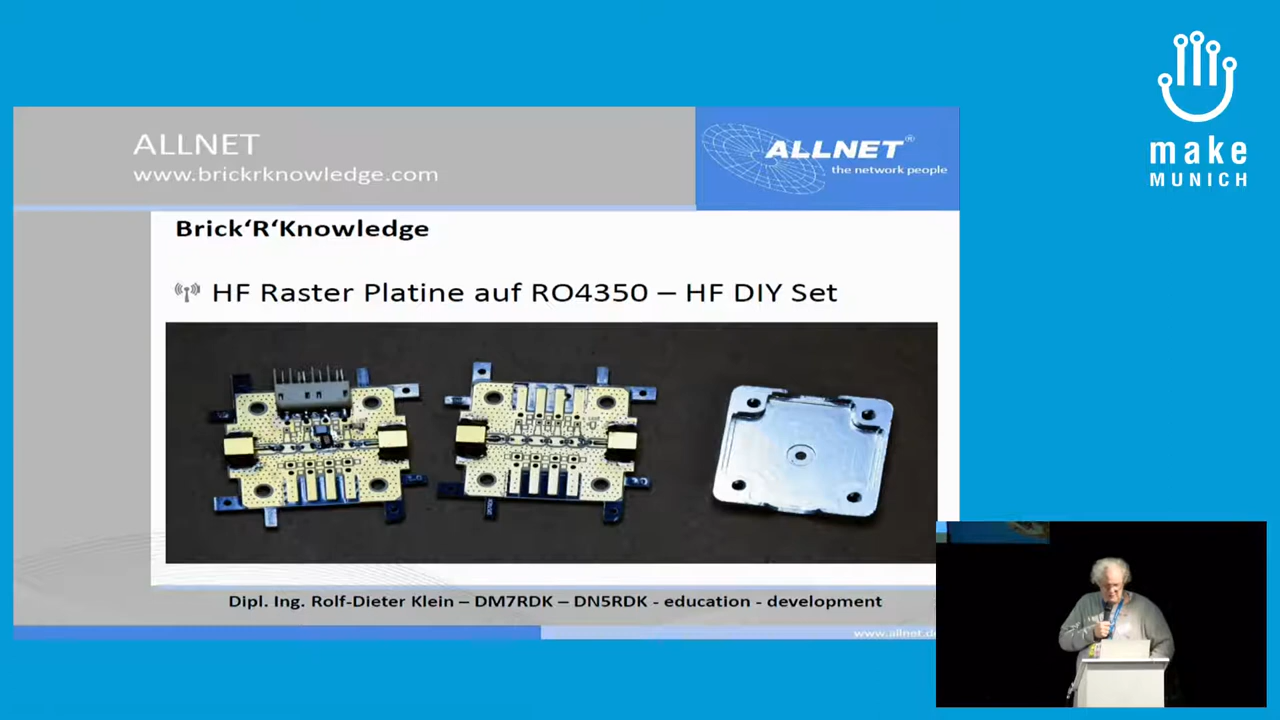 ALLNET
www.brickrknowledge.com
ALLNET®
the network people
make
MUNICH
Brick‘R‘Knowledge
HF Raster Platine auf RO4350 – HF DIY Set
Dipl. Ing. Rolf-Dieter Klein – DM7RDK – DN5RDK - education - development
www.allnet.de